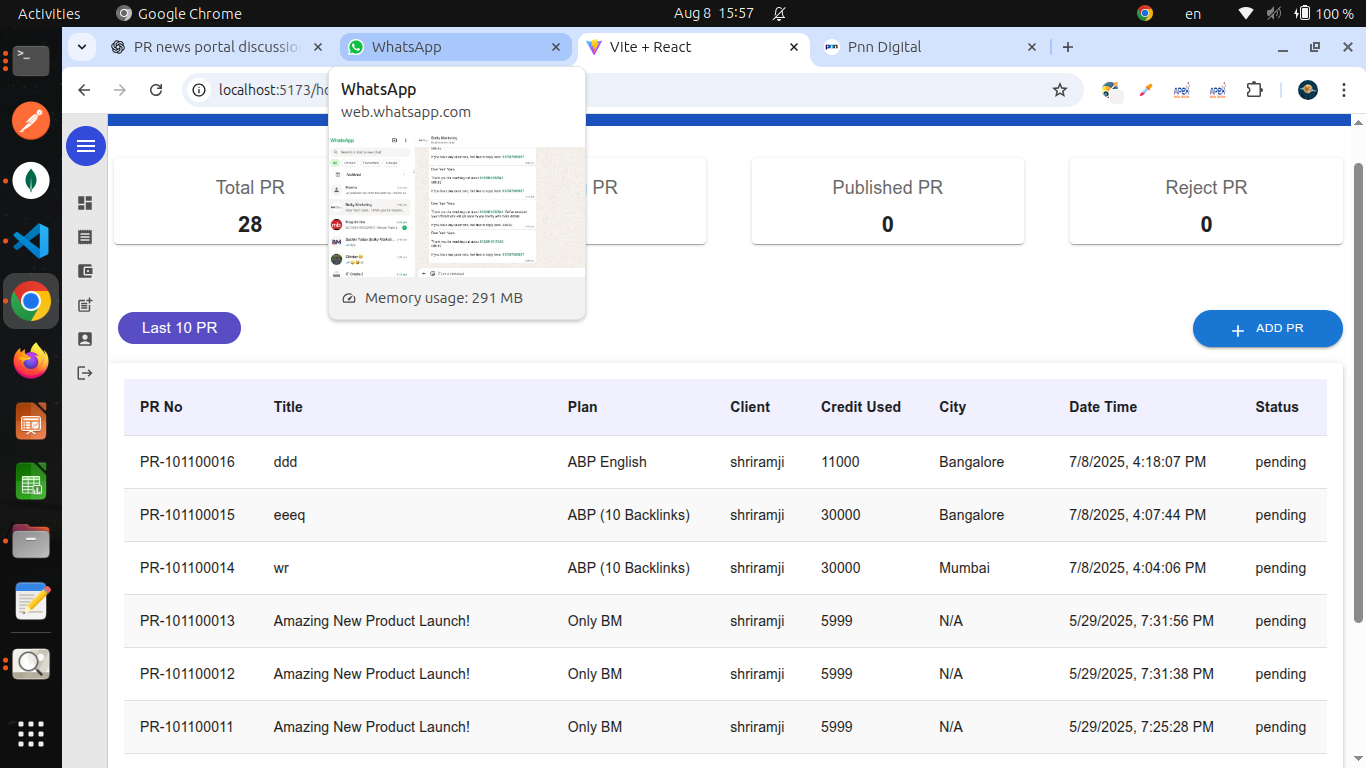 Activities Google Chrome Aug 8 15:57 en 100 %
PR news portal discussio WhatsApp Vite + React Pnn Digital
localhost:5173/ho
WhatsApp
web.whatsapp.com
Memory usage: 291 MB
Total PR PR Published PR Reject PR
28 0 0
Last 10 PR ADD PR
PR No Title Plan Client Credit Used City Date Time Status
PR-101100016 ddd ABP English shriramji 11000 Bangalore 7/8/2025, 4:18:07 PM pending
PR-101100015 eeeq ABP (10 Backlinks) shriramji 30000 Bangalore 7/8/2025, 4:07:44 PM pending
PR-101100014 wr ABP (10 Backlinks) shriramji 30000 Mumbai 7/8/2025, 4:04:06 PM pending
PR-101100013 Amazing New Product Launch! Only BM shriramji 5999 N/A 5/29/2025, 7:31:56 PM pending
PR-101100012 Amazing New Product Launch! Only BM shriramji 5999 N/A 5/29/2025, 7:31:38 PM pending
PR-101100011 Amazing New Product Launch! Only BM shriramji 5999 N/A 5/29/2025, 7:25:28 PM pending